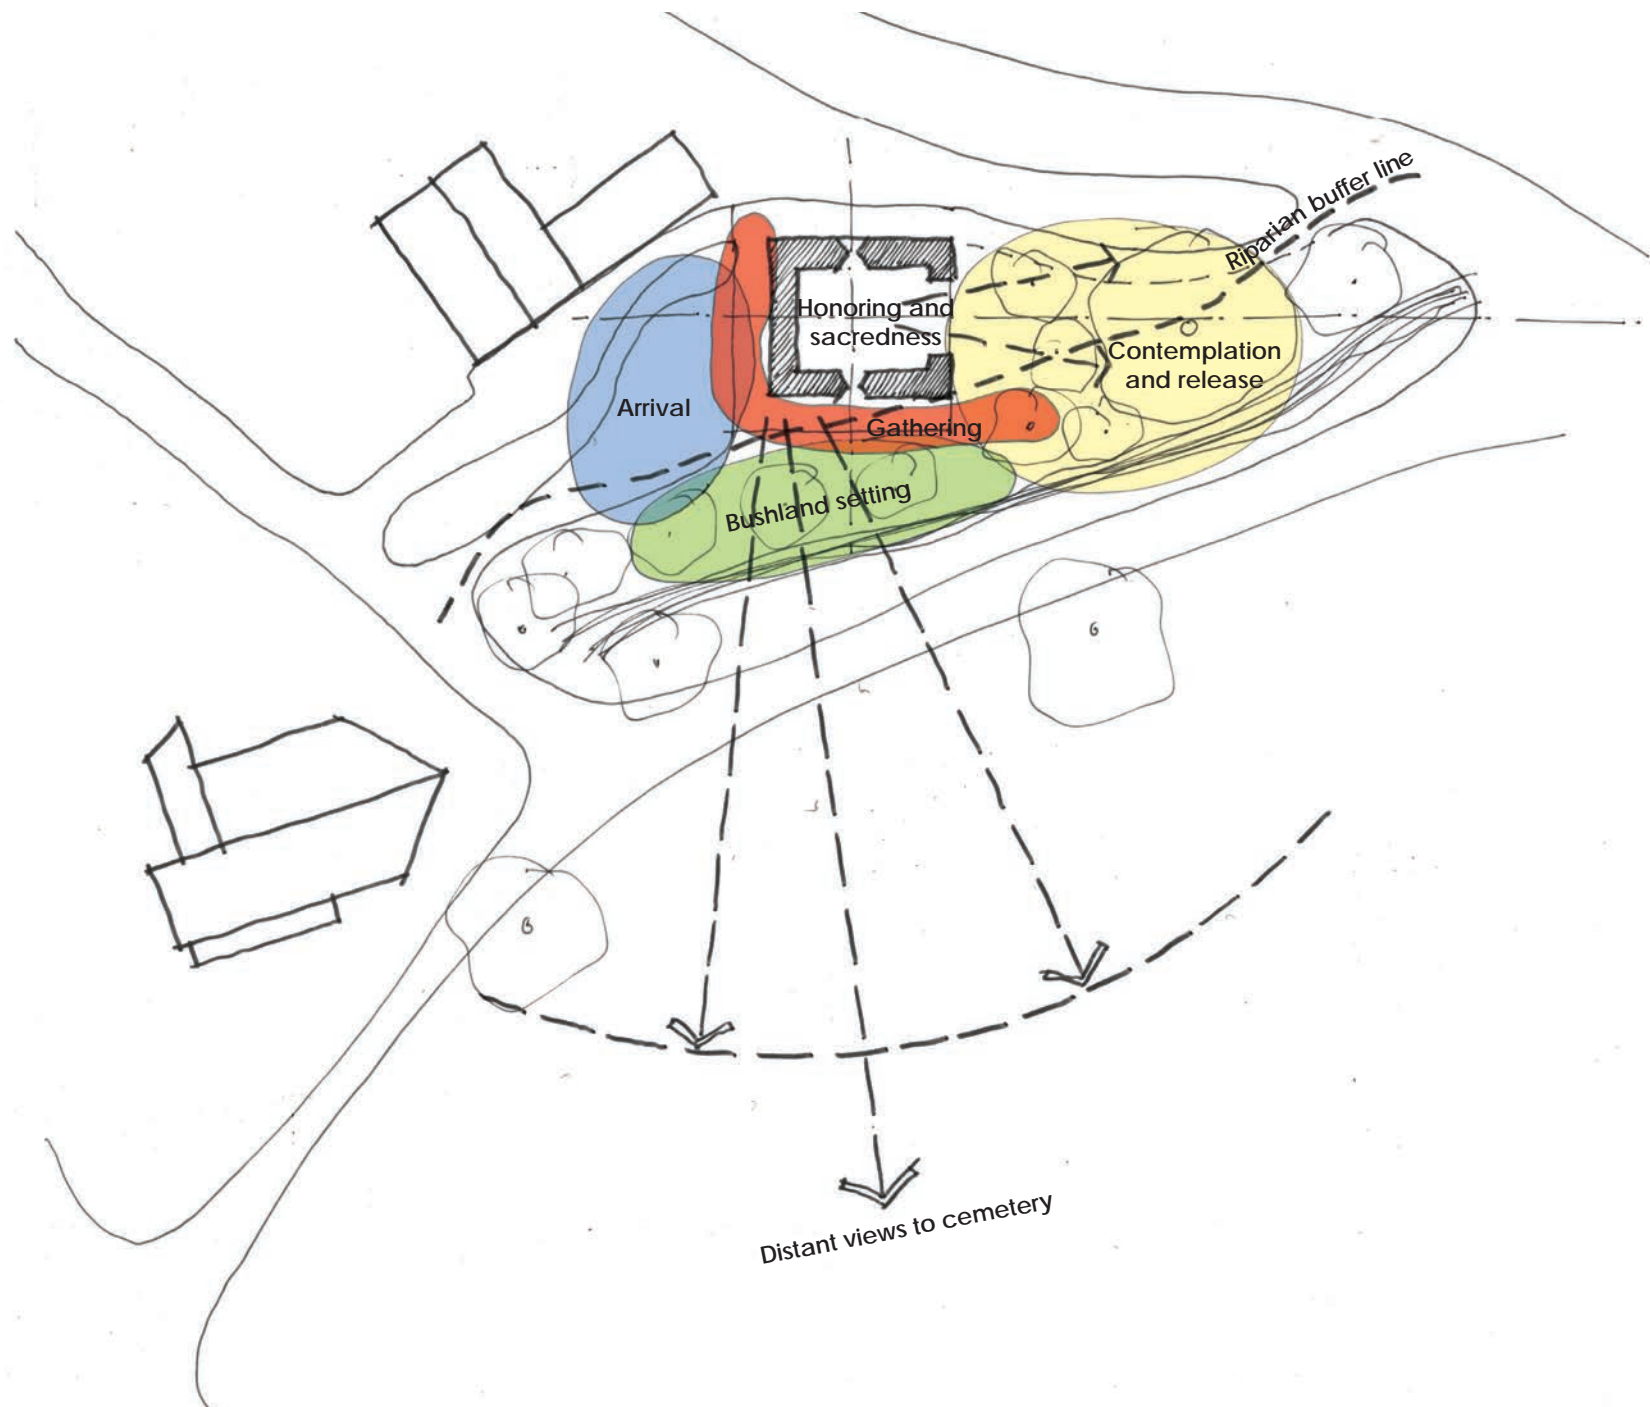 Riparian buffer line
Honoring and
sacredness
Contemplation
and release
Arrival
Gathering
Bushland setting
Distant views to cemetery